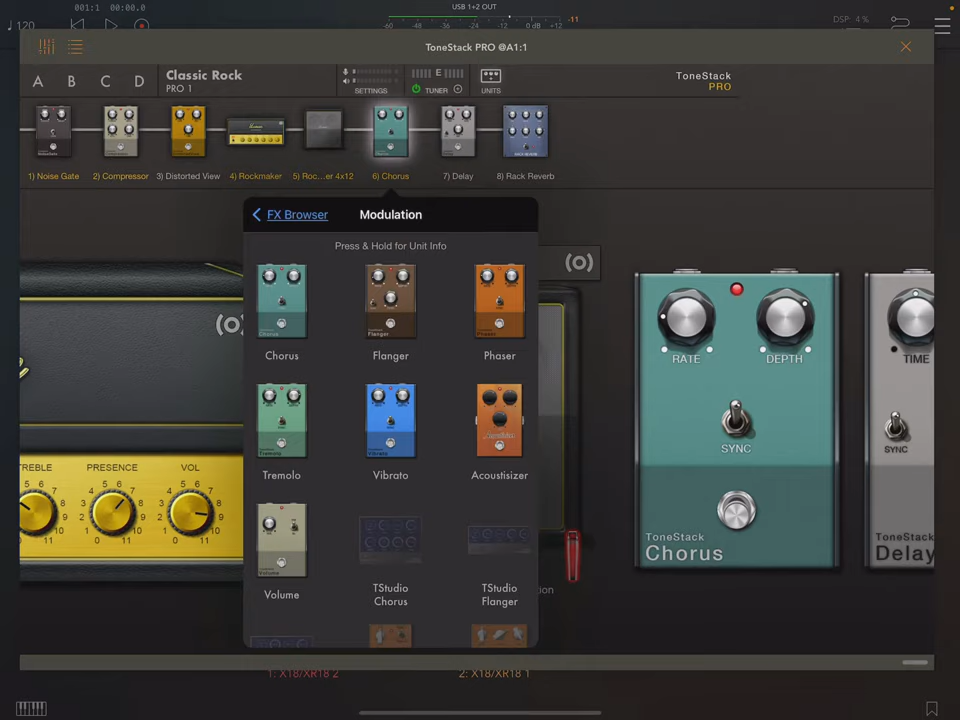 USB 1+2 OUT
001:1 00:00.0
♩120
-60 -48 -36 -24 0 dB +12 -11
DSP 4 %
ToneStack PRO @A1:1
A B C D
Classic Rock
PRO 1
SETTINGS
E
TUNER
UNITS
ToneStack
PRO
1) Noise Gate 2) Compressor 3) Distorted View 4) Rockmaker 5) Roc...er 4x12 6) Chorus 7) Delay 8) Rack Reverb
FX Browser Modulation
Press & Hold for Unit Info
Chorus Flanger Phaser
Tremolo Vibrato Acoustisizer
Volume TStudio Chorus TStudio Flanger
TREBLE PRESENCE VOL
RATE DEPTH
SYNC
ToneStack
Chorus
TIME
SYNC
ToneStack
Delay
1: X18/XR18 2 2: X18/XR18 1